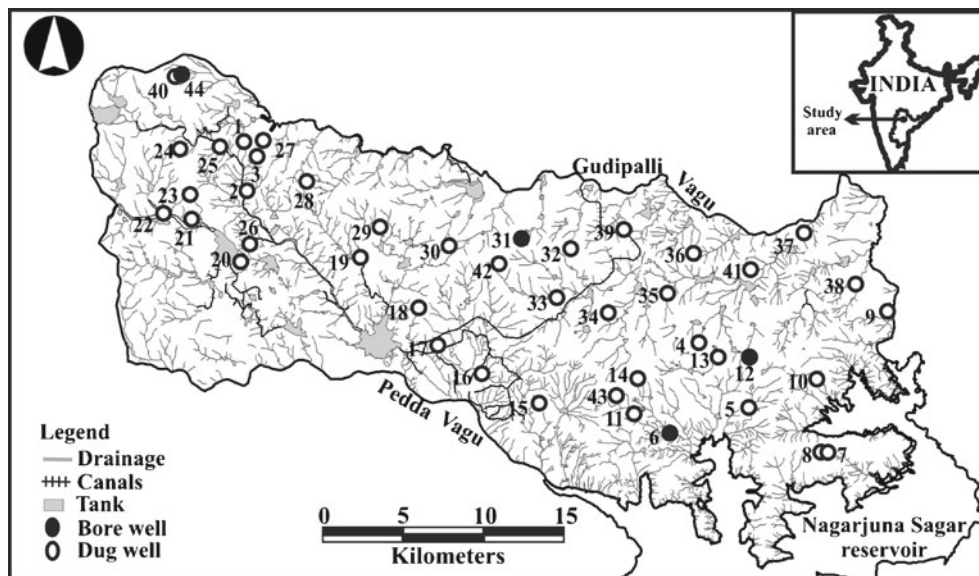 INDIA
Study
area
40 44
24 25 1 27
3
23 2 28
22 21 26 20
29 19 30 31 42 32 39
Gudipalli
Vagu
36 41 37 38 9
18 33 34 35
17 16 15
4 13 12
14 43 11 10 5
6 8 7
Pedda Vagu
Legend
Drainage
Canals
Tank
Bore well
Dug well
0 5 10 15
Kilometers
Nagarjuna Sagar
reservoir